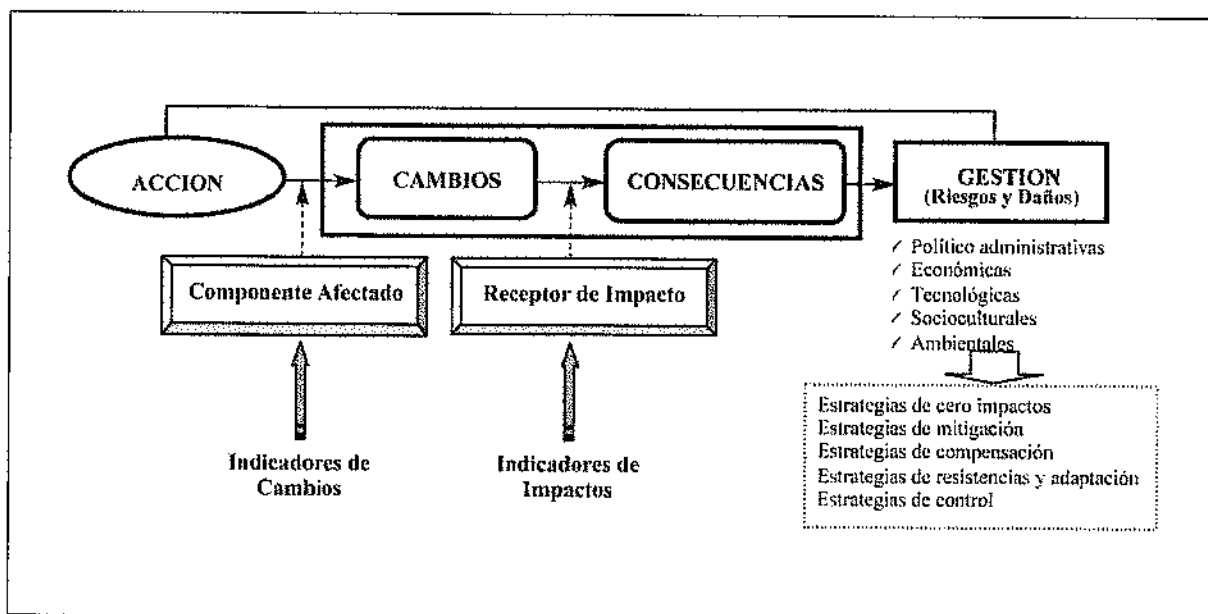 ACCION
CAMBIOS
CONSECUENCIAS
GESTION
(Riesgos y Daños)
Componente Afectado
Receptor de Impacto
✓ Político administrativas
✓ Económicas
✓ Tecnológicas
✓ Socioculturales
✓ Ambientales
Indicadores de
Cambios
Indicadores de
Impactos
Estrategias de cero impactos
Estrategias de mitigación
Estrategias de compensación
Estrategias de resistencias y adaptación
Estrategias de control